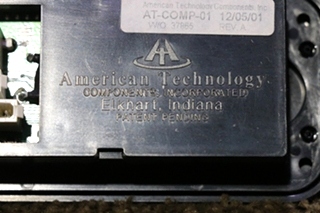 American Technology Components, Inc.
AT-COMP-01 12/05/01
REV A
American Technology
COMPONENTS INCORPORATED
Elkhart, Indiana
PATENT PENDING